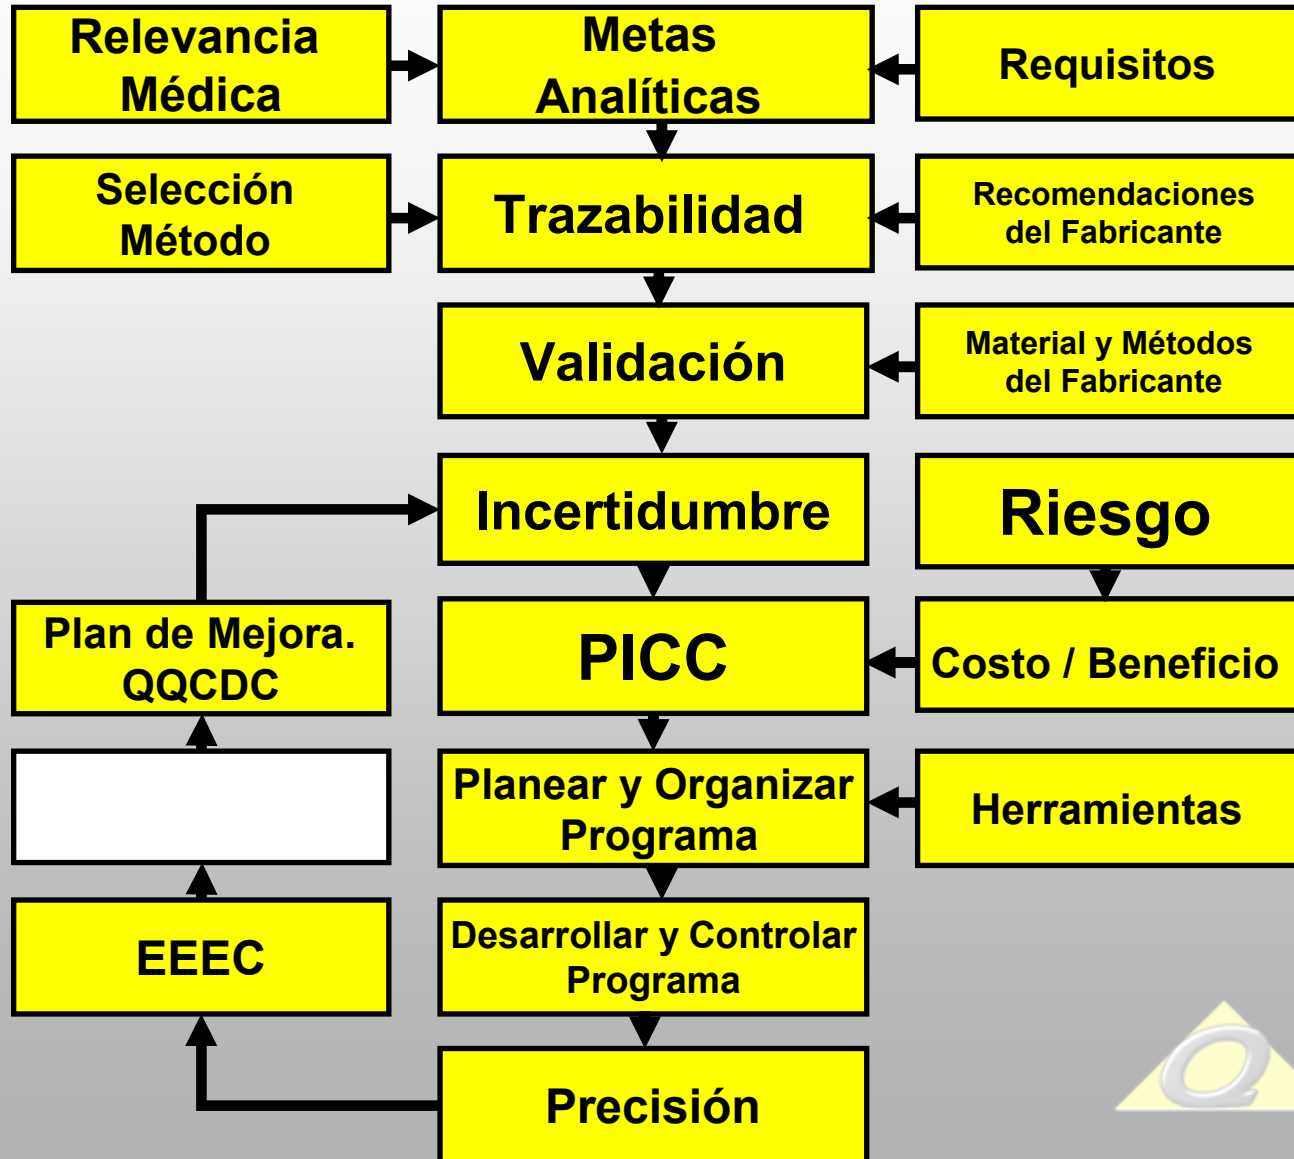 Relevancia
Médica
Metas
Analíticas
Requisitos
Selección
Método
Trazabilidad
Recomendaciones
del Fabricante
Validación
Material y Métodos
del Fabricante
Incertidumbre
Riesgo
Plan de Mejora.
QQCDC
PICC
Costo / Beneficio
Planear y Organizar
Programa
Herramientas
EEEC
Desarrollar y Controlar
Programa
Precisión
Q